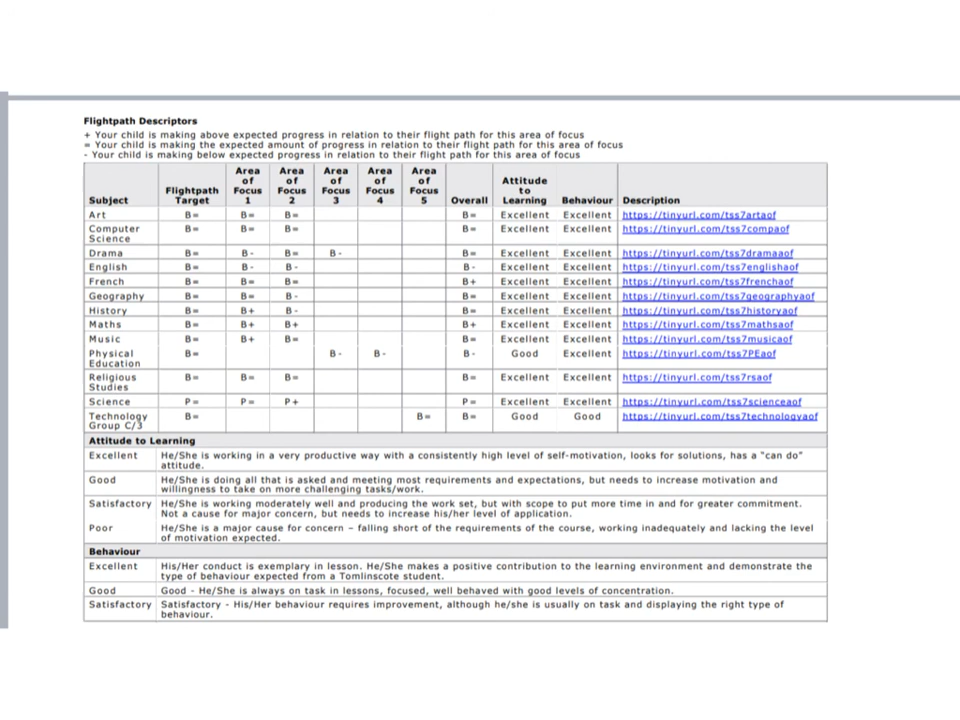 Flightpath Descriptors
+ Your child is making above expected progress in relation to their flight path for this area of focus
= Your child is making the expected amount of progress in relation to their flight path for this area of focus
- Your child is making below expected progress in relation to their flight path for this area of focus
Subject Flightpath Target Area of Focus 1 Area of Focus 2 Area of Focus 3 Area of Focus 4 Area of Focus 5 Overall Attitude to Learning Behaviour Description
Art B= B= B= B= Excellent Excellent https://tinyurl.com/tss7artaof
Computer Science B= B= B= B= Excellent Excellent https://tinyurl.com/tss7compaof
Drama B= B- B= B- B= Excellent Excellent https://tinyurl.com/tss7dramaaof
English B= B- B- B- Excellent Excellent https://tinyurl.com/tss7englishaof
French B= B= B= B+ Excellent Excellent https://tinyurl.com/tss7frenchaof
Geography B= B= B- B= Excellent Excellent https://tinyurl.com/tss7geographyaof
History B= B+ B- B= Excellent Excellent https://tinyurl.com/tss7historyaof
Maths B= B+ B+ B+ Excellent Excellent https://tinyurl.com/tss7mathsaof
Music B= B+ B= B= Excellent Excellent https://tinyurl.com/tss7musicaof
Physical Education B= B- B- B- Good Excellent https://tinyurl.com/tss7PEaof
Religious Studies B= B= B= B= Excellent Excellent https://tinyurl.com/tss7rsaof
Science P= P= P+ P= Excellent Excellent https://tinyurl.com/tss7scienceaof
Technology Group C/3 B= B= B= Good Good https://tinyurl.com/tss7technologyaof
Attitude to Learning
Excellent He/She is working in a very productive way with a consistently high level of self-motivation, looks for solutions, has a "can do"
attitude.
Good He/She is doing all that is asked and meeting most requirements and expectations, but needs to increase motivation and
willingness to take on more challenging tasks/work.
Satisfactory He/She is working moderately well and producing the work set, but with scope to put more time in and for greater commitment.
Not a cause for major concern, but needs to increase his/her level of application.
Poor He/She is a major cause for concern – falling short of the requirements of the course, working inadequately and lacking the level
of motivation expected.
Behaviour
Excellent His/Her conduct is exemplary in lesson. He/She makes a positive contribution to the learning environment and demonstrate the
type of behaviour expected from a Tomlinscote student.
Good Good - He/She is always on task in lessons, focused, well behaved with good levels of concentration.
Satisfactory Satisfactory - His/Her behaviour requires improvement, although he/she is usually on task and displaying the right type of
behaviour.